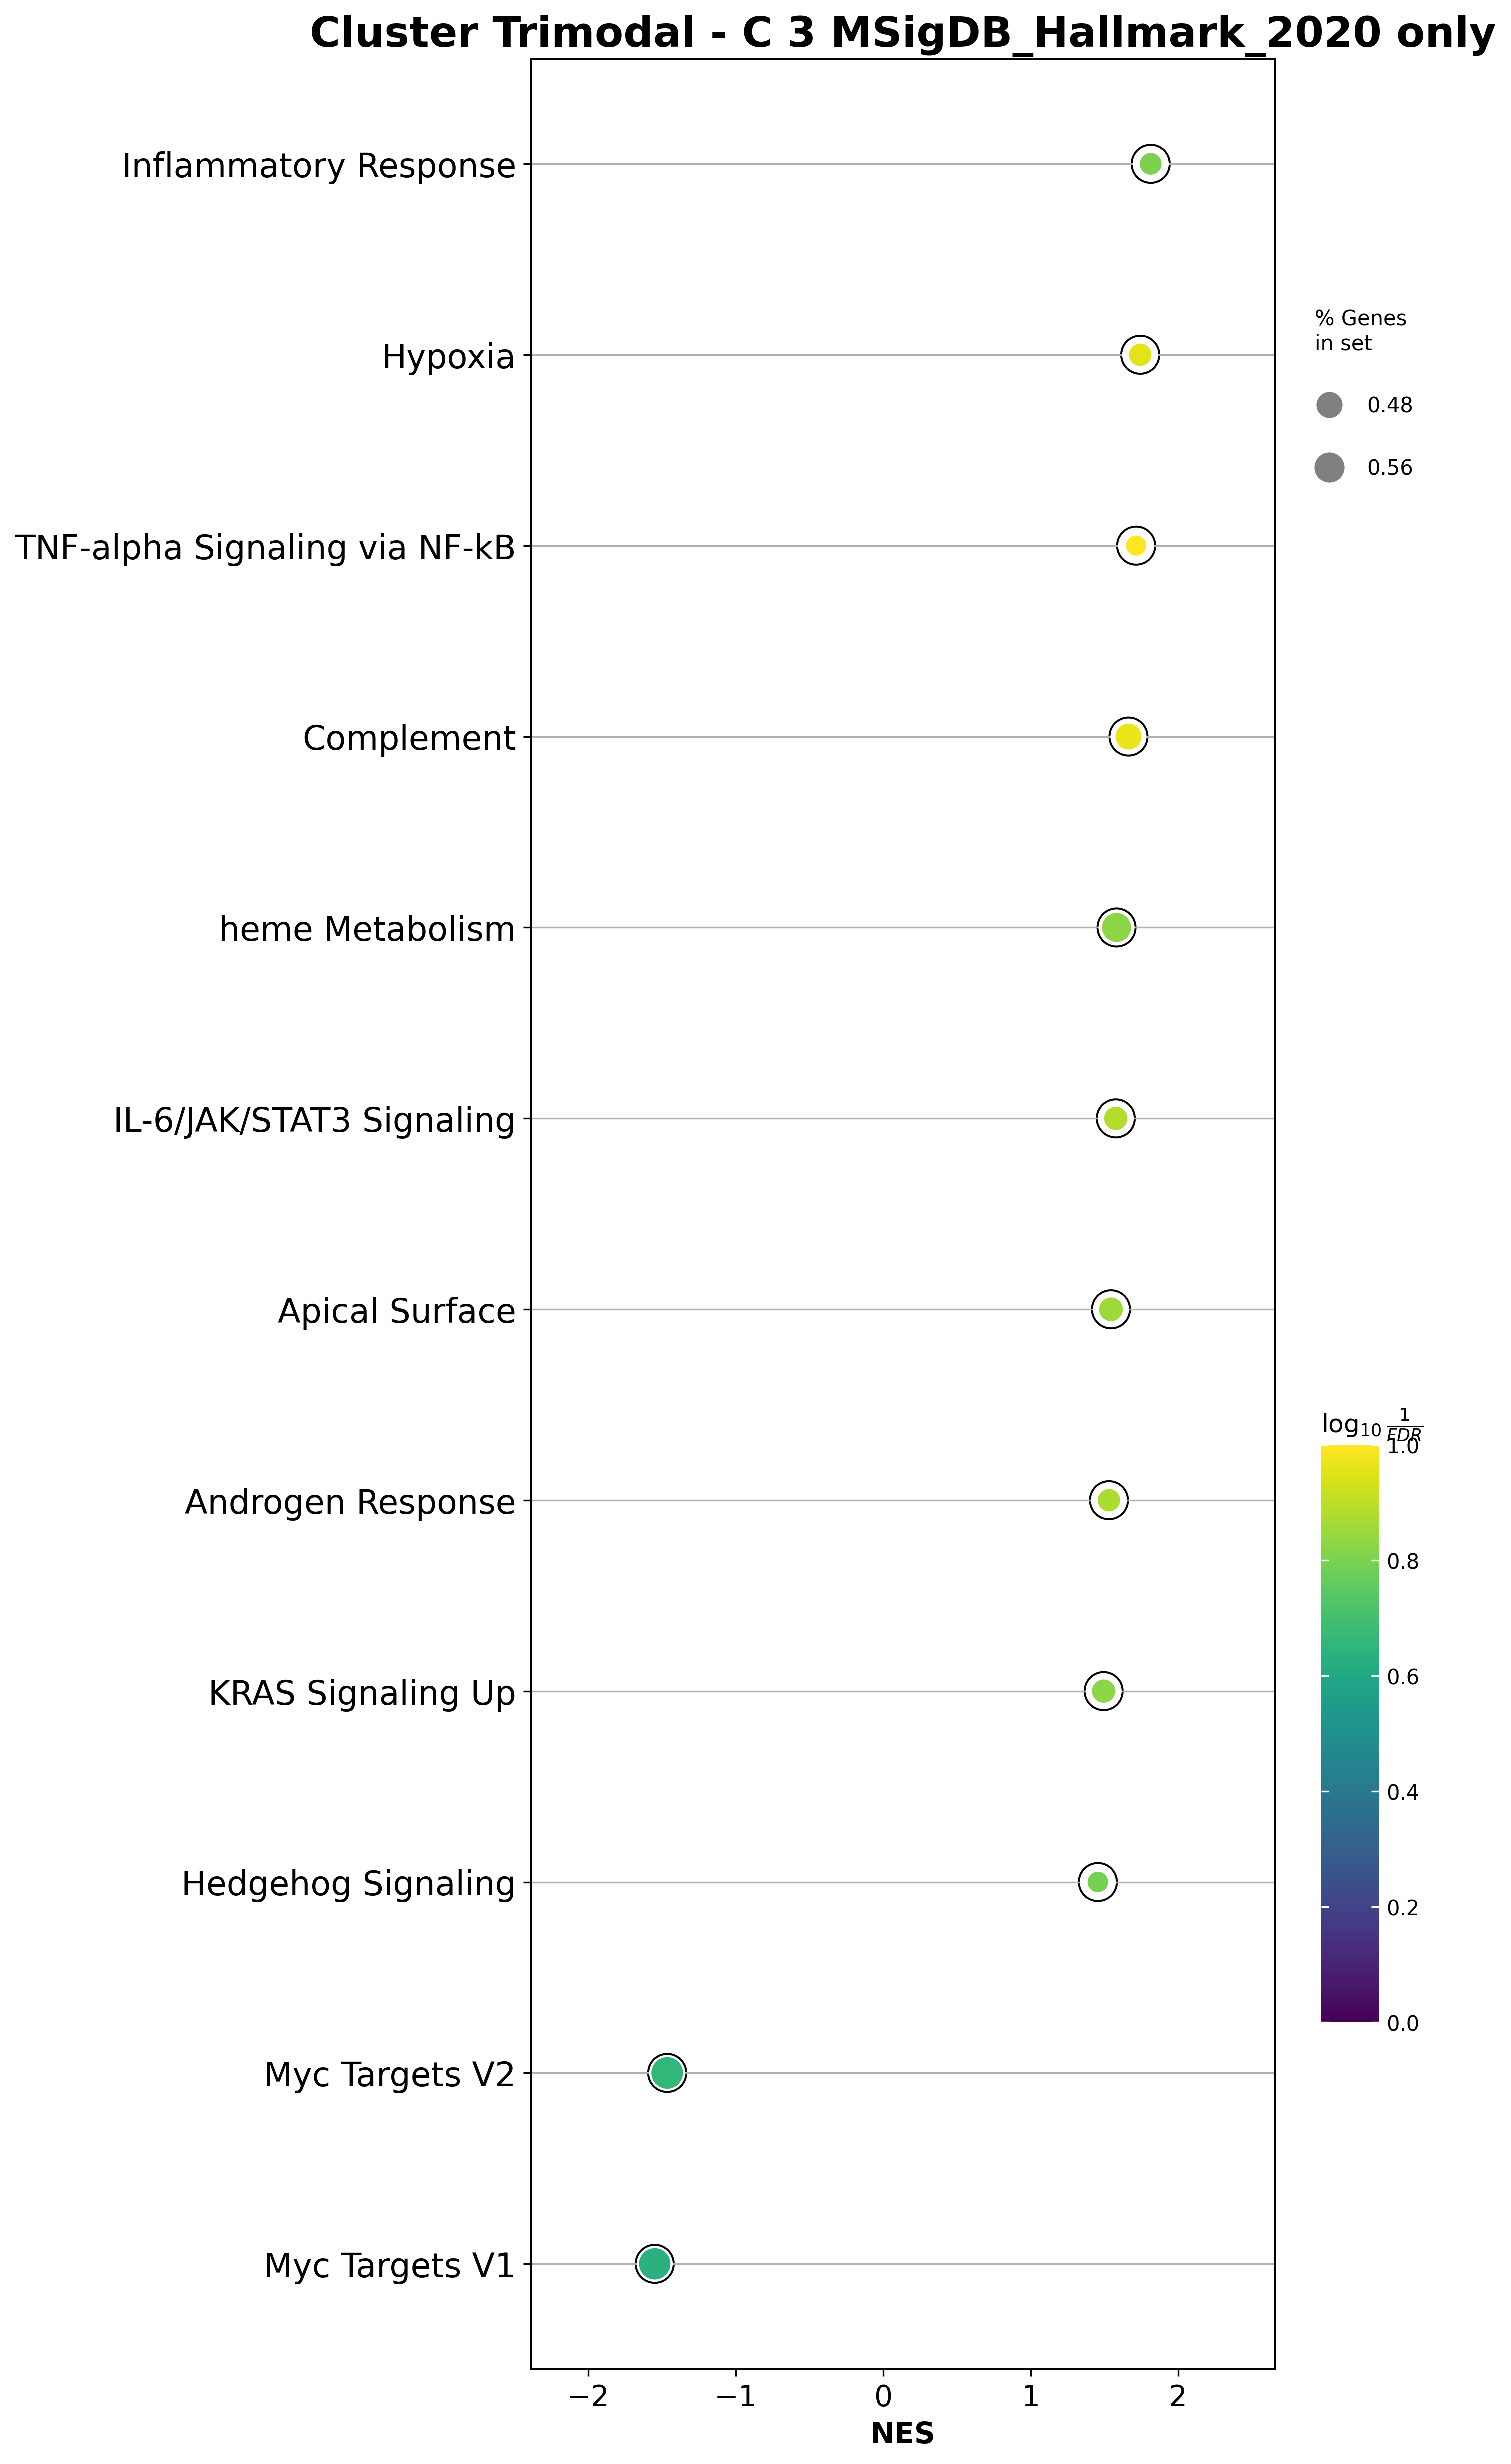 Cluster Trimodal - C 3 MSigDB_Hallmark_2020 only
Inflammatory Response
Hypoxia
TNF-alpha Signaling via NF-kB
Complement
heme Metabolism
IL-6/JAK/STAT3 Signaling
Apical Surface
Androgen Response
KRAS Signaling Up
Hedgehog Signaling
Myc Targets V2
Myc Targets V1
−2 −1 0 1 2
NES
% Genes
in set
0.48
0.56
log₁₀ 1/FDR
1.0
0.8
0.6
0.4
0.2
0.0